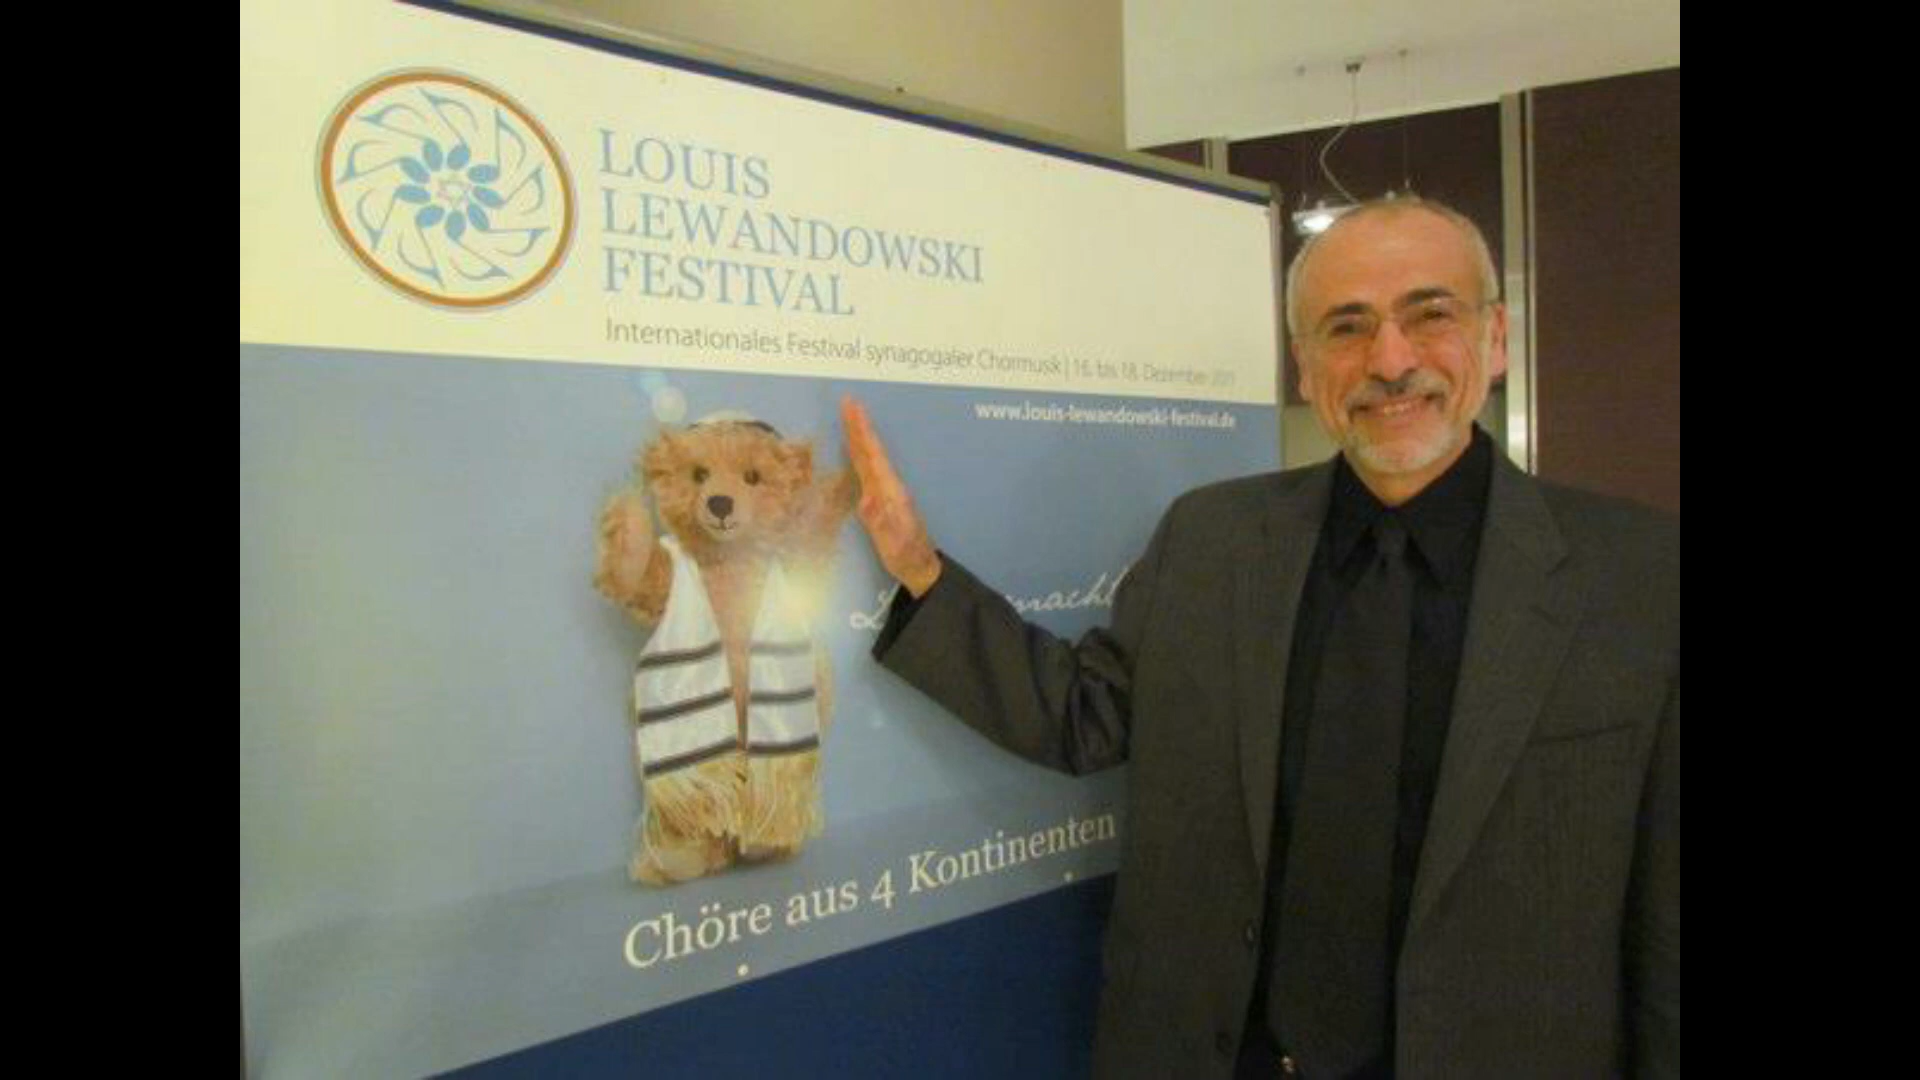 LOUIS
LEWANDOWSKI
FESTIVAL
Internationales Festival synagogaler Chormusik | 16. bis 18. Dezember 2011
www.louis-lewandowski-festival.de
Chöre aus 4 Kontinenten